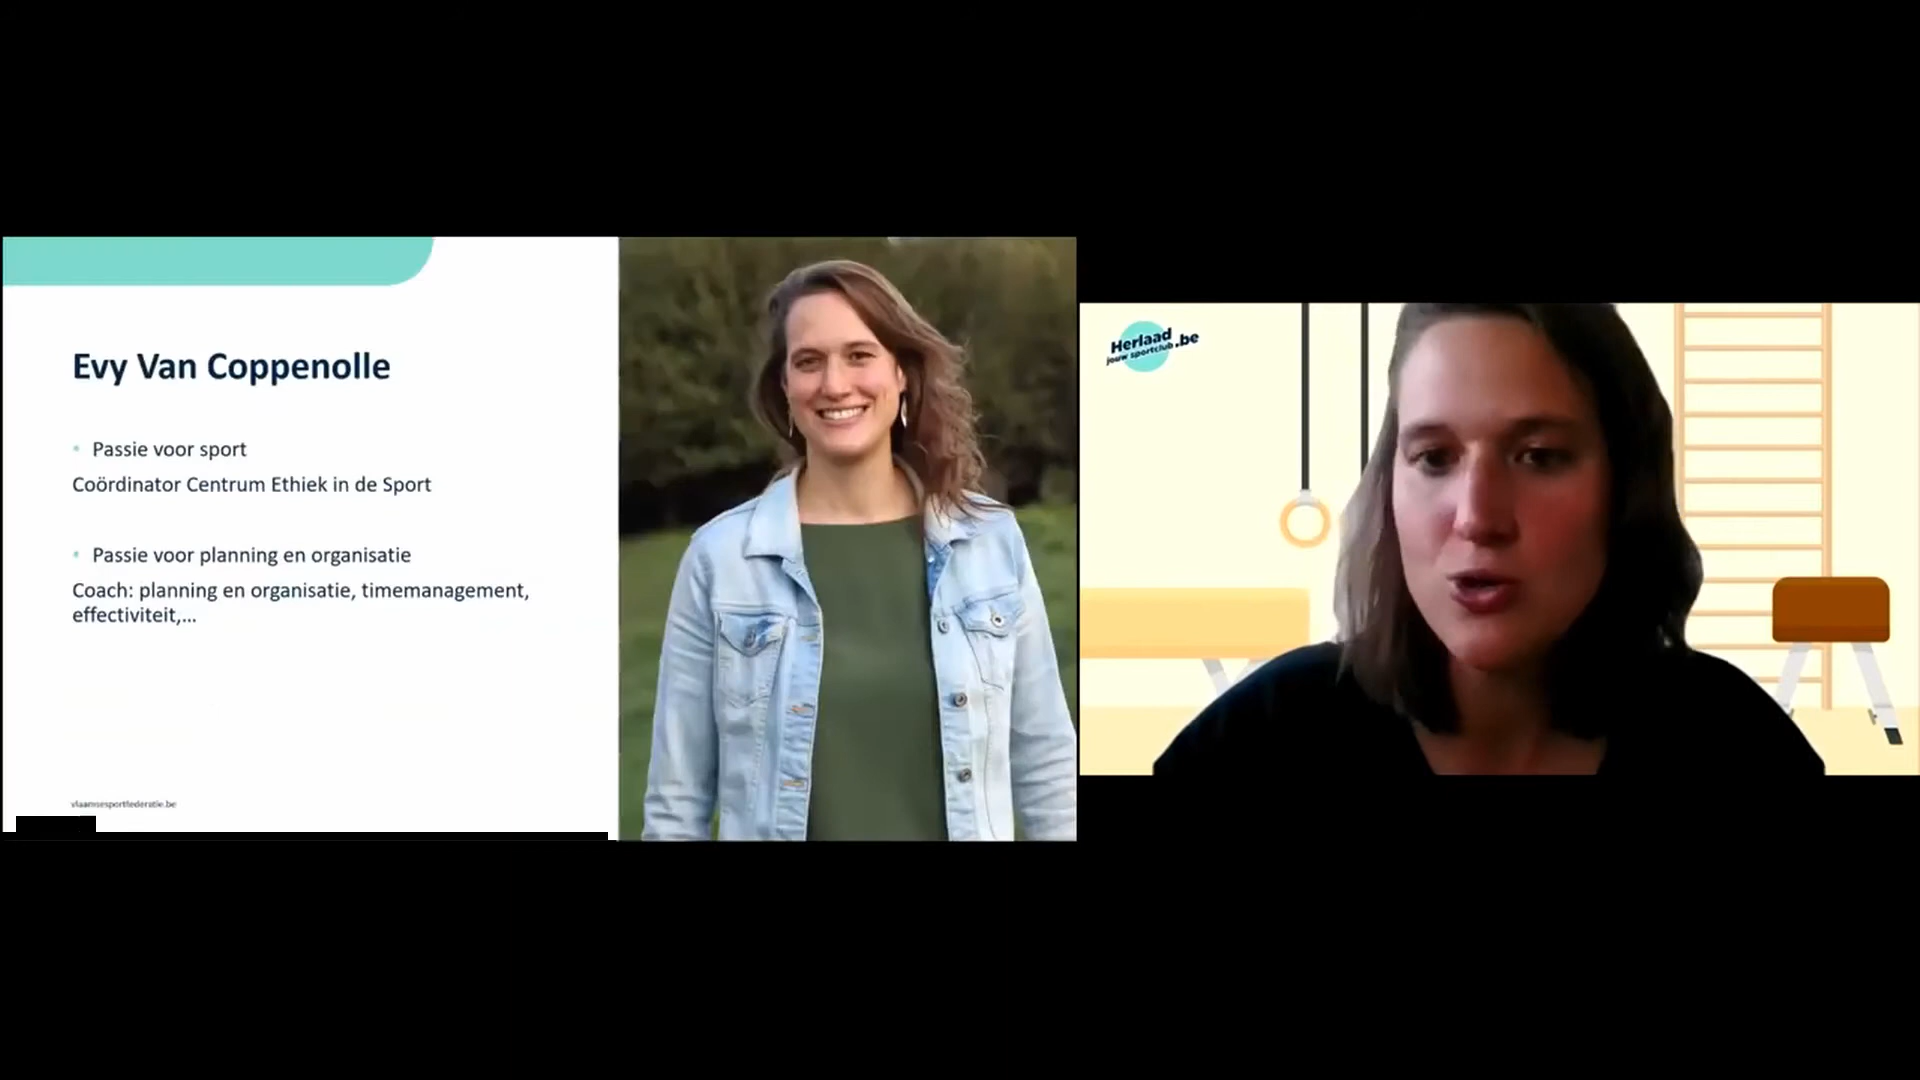 Evy Van Coppenolle
• Passie voor sport
Coördinator Centrum Ethiek in de Sport
• Passie voor planning en organisatie
Coach: planning en organisatie, timemanagement,
effectiviteit,...
vlaamsesportfederatie.be
Herlaad
jouw sportclub.be